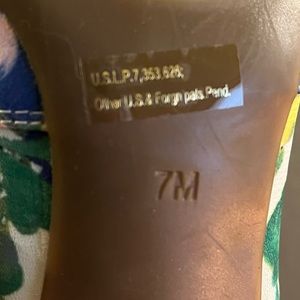 U.S.L.P.7,353,626;
Other U.S.& Forgn pats.Pend.
7M